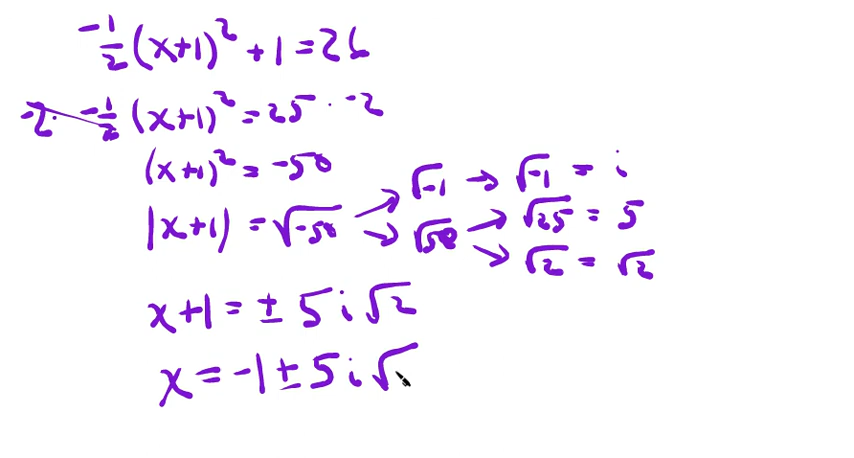 -1/2 (x+1)² + 1 = 26
-2 · -1/2 (x+1)² = 25 · -2
(x+1)² = -50
|x+1| = √-50 → √-1 → √-1 = i
→ √50 → √25 = 5
→ √2 = √2
x+1 = ± 5 i √2
x = -1 ± 5 i √